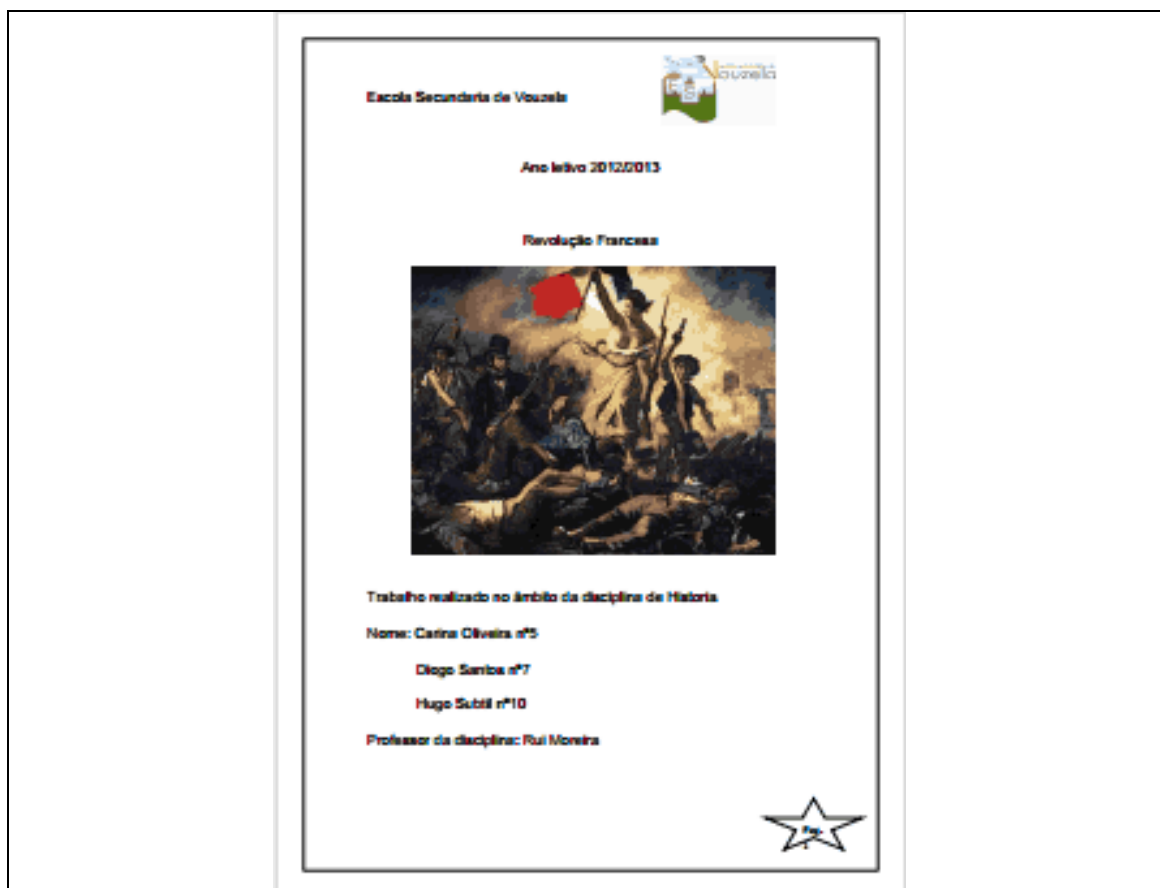 Escola Secundaria de Vouzela
Vouzela
Ano letivo 2012/2013
Revolução Francesa
Trabalho realizado no âmbito da disciplina de Historia
Nome: Carina Oliveira nº5
Diogo Santos nº7
Hugo Subtil nº10
Professor da disciplina: Rui Moreira